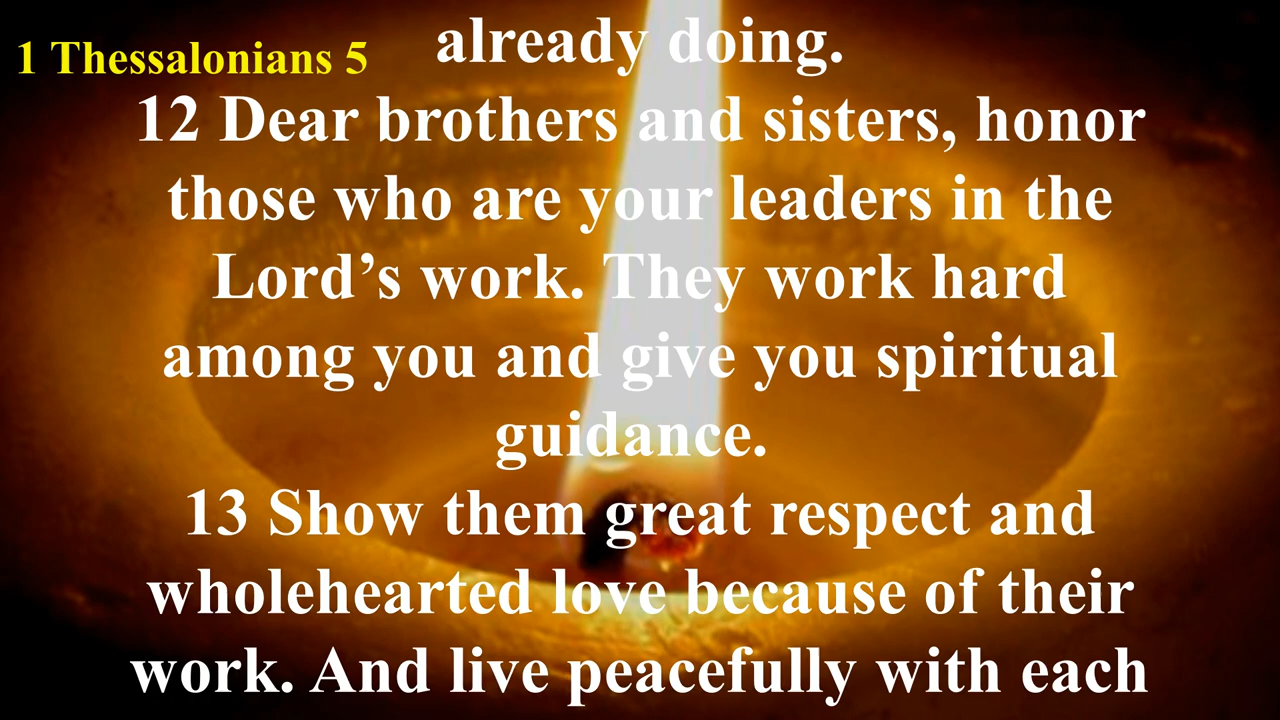 1 Thessalonians 5
already doing.
12 Dear brothers and sisters, honor
those who are your leaders in the
Lord’s work. They work hard
among you and give you spiritual
guidance.
13 Show them great respect and
wholehearted love because of their
work. And live peacefully with each